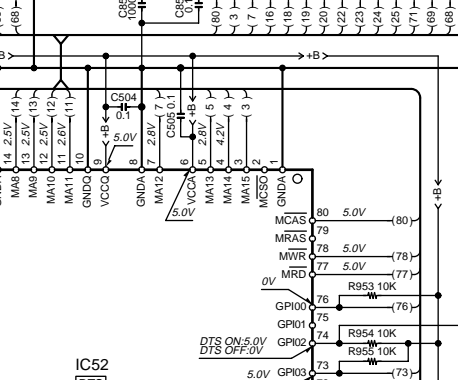 C85
1000
C85
0.1
(68)
(80)
(3)
(7)
(16)
(18)
(19)
(20)
(22)
(23)
(24)
(25)
(71)
(69)
(68)
+B
+B
+B
C504
0.1
C505 0.1
+B
+B
5.0V
(14)
(13)
(12)
(11)
(7)
(5)
(4)
(3)
2.5V
2.5V
2.5V
2.6V
2.8V
2.8V
4.2V
14
13
12
11
10
9
8
7
6
5
4
3
2
1
MA8
MA9
MA10
MA11
GNDQ
VCCQ
GNDA
MA12
VCCA
MA13
MA14
MA15
MCSO
GNDA
5.0V
MCAS 80 5.0V (80)
MRAS 79
MWR 78 5.0V (78)
MRD 77 5.0V (77)
0V
R953 10K
GPI00 76 (76)
GPI01 75
DTS ON:5.0V
DTS OFF:0V
GPI02 74 R954 10K
R955 10K
5.0V
GPI03 73 (73)
IC52